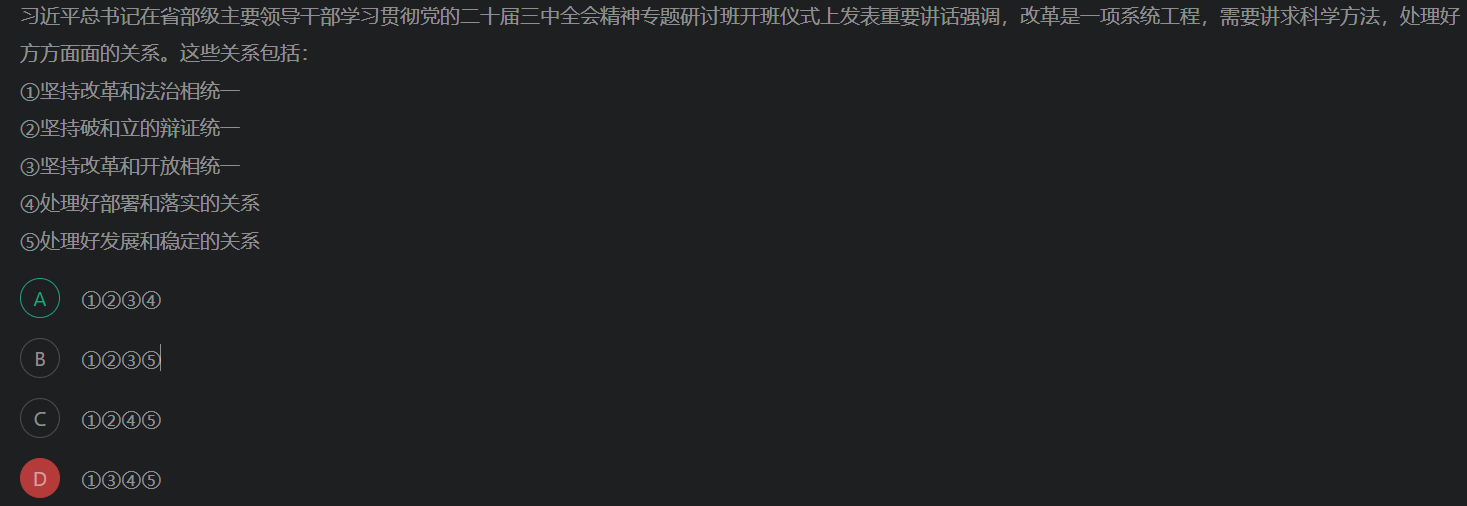 习近平总书记在省部级主要领导干部学习贯彻党的二十届三中全会精神专题研讨班开班仪式上发表重要讲话强调，改革是一项系统工程，需要讲求科学方法，处理好
方方面面的关系。这些关系包括：
①坚持改革和法治相统一
②坚持破和立的辩证统一
③坚持改革和开放相统一
④处理好部署和落实的关系
⑤处理好发展和稳定的关系
A ①②③④
B ①②③⑤
C ①②④⑤
D ①③④⑤